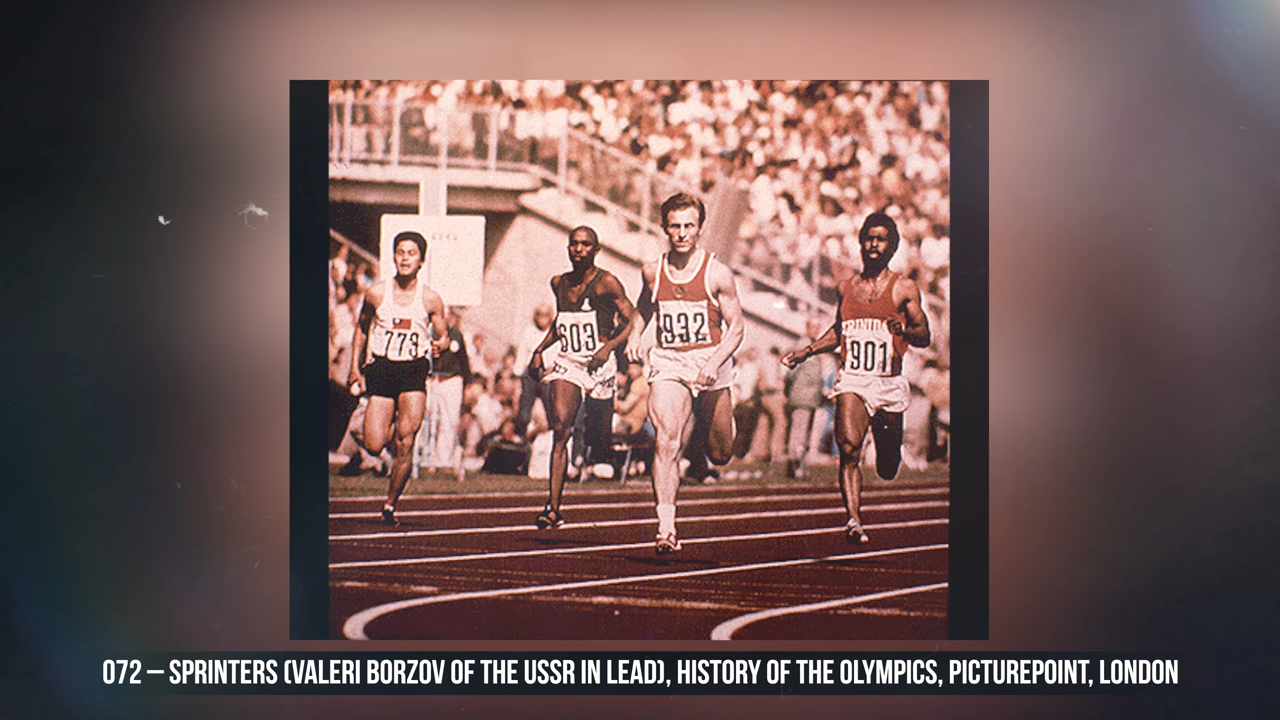 773
603
932
TRINIDAD
901
072 – SPRINTERS (VALERI BORZOV OF THE USSR IN LEAD), HISTORY OF THE OLYMPICS, PICTUREPOINT, LONDON